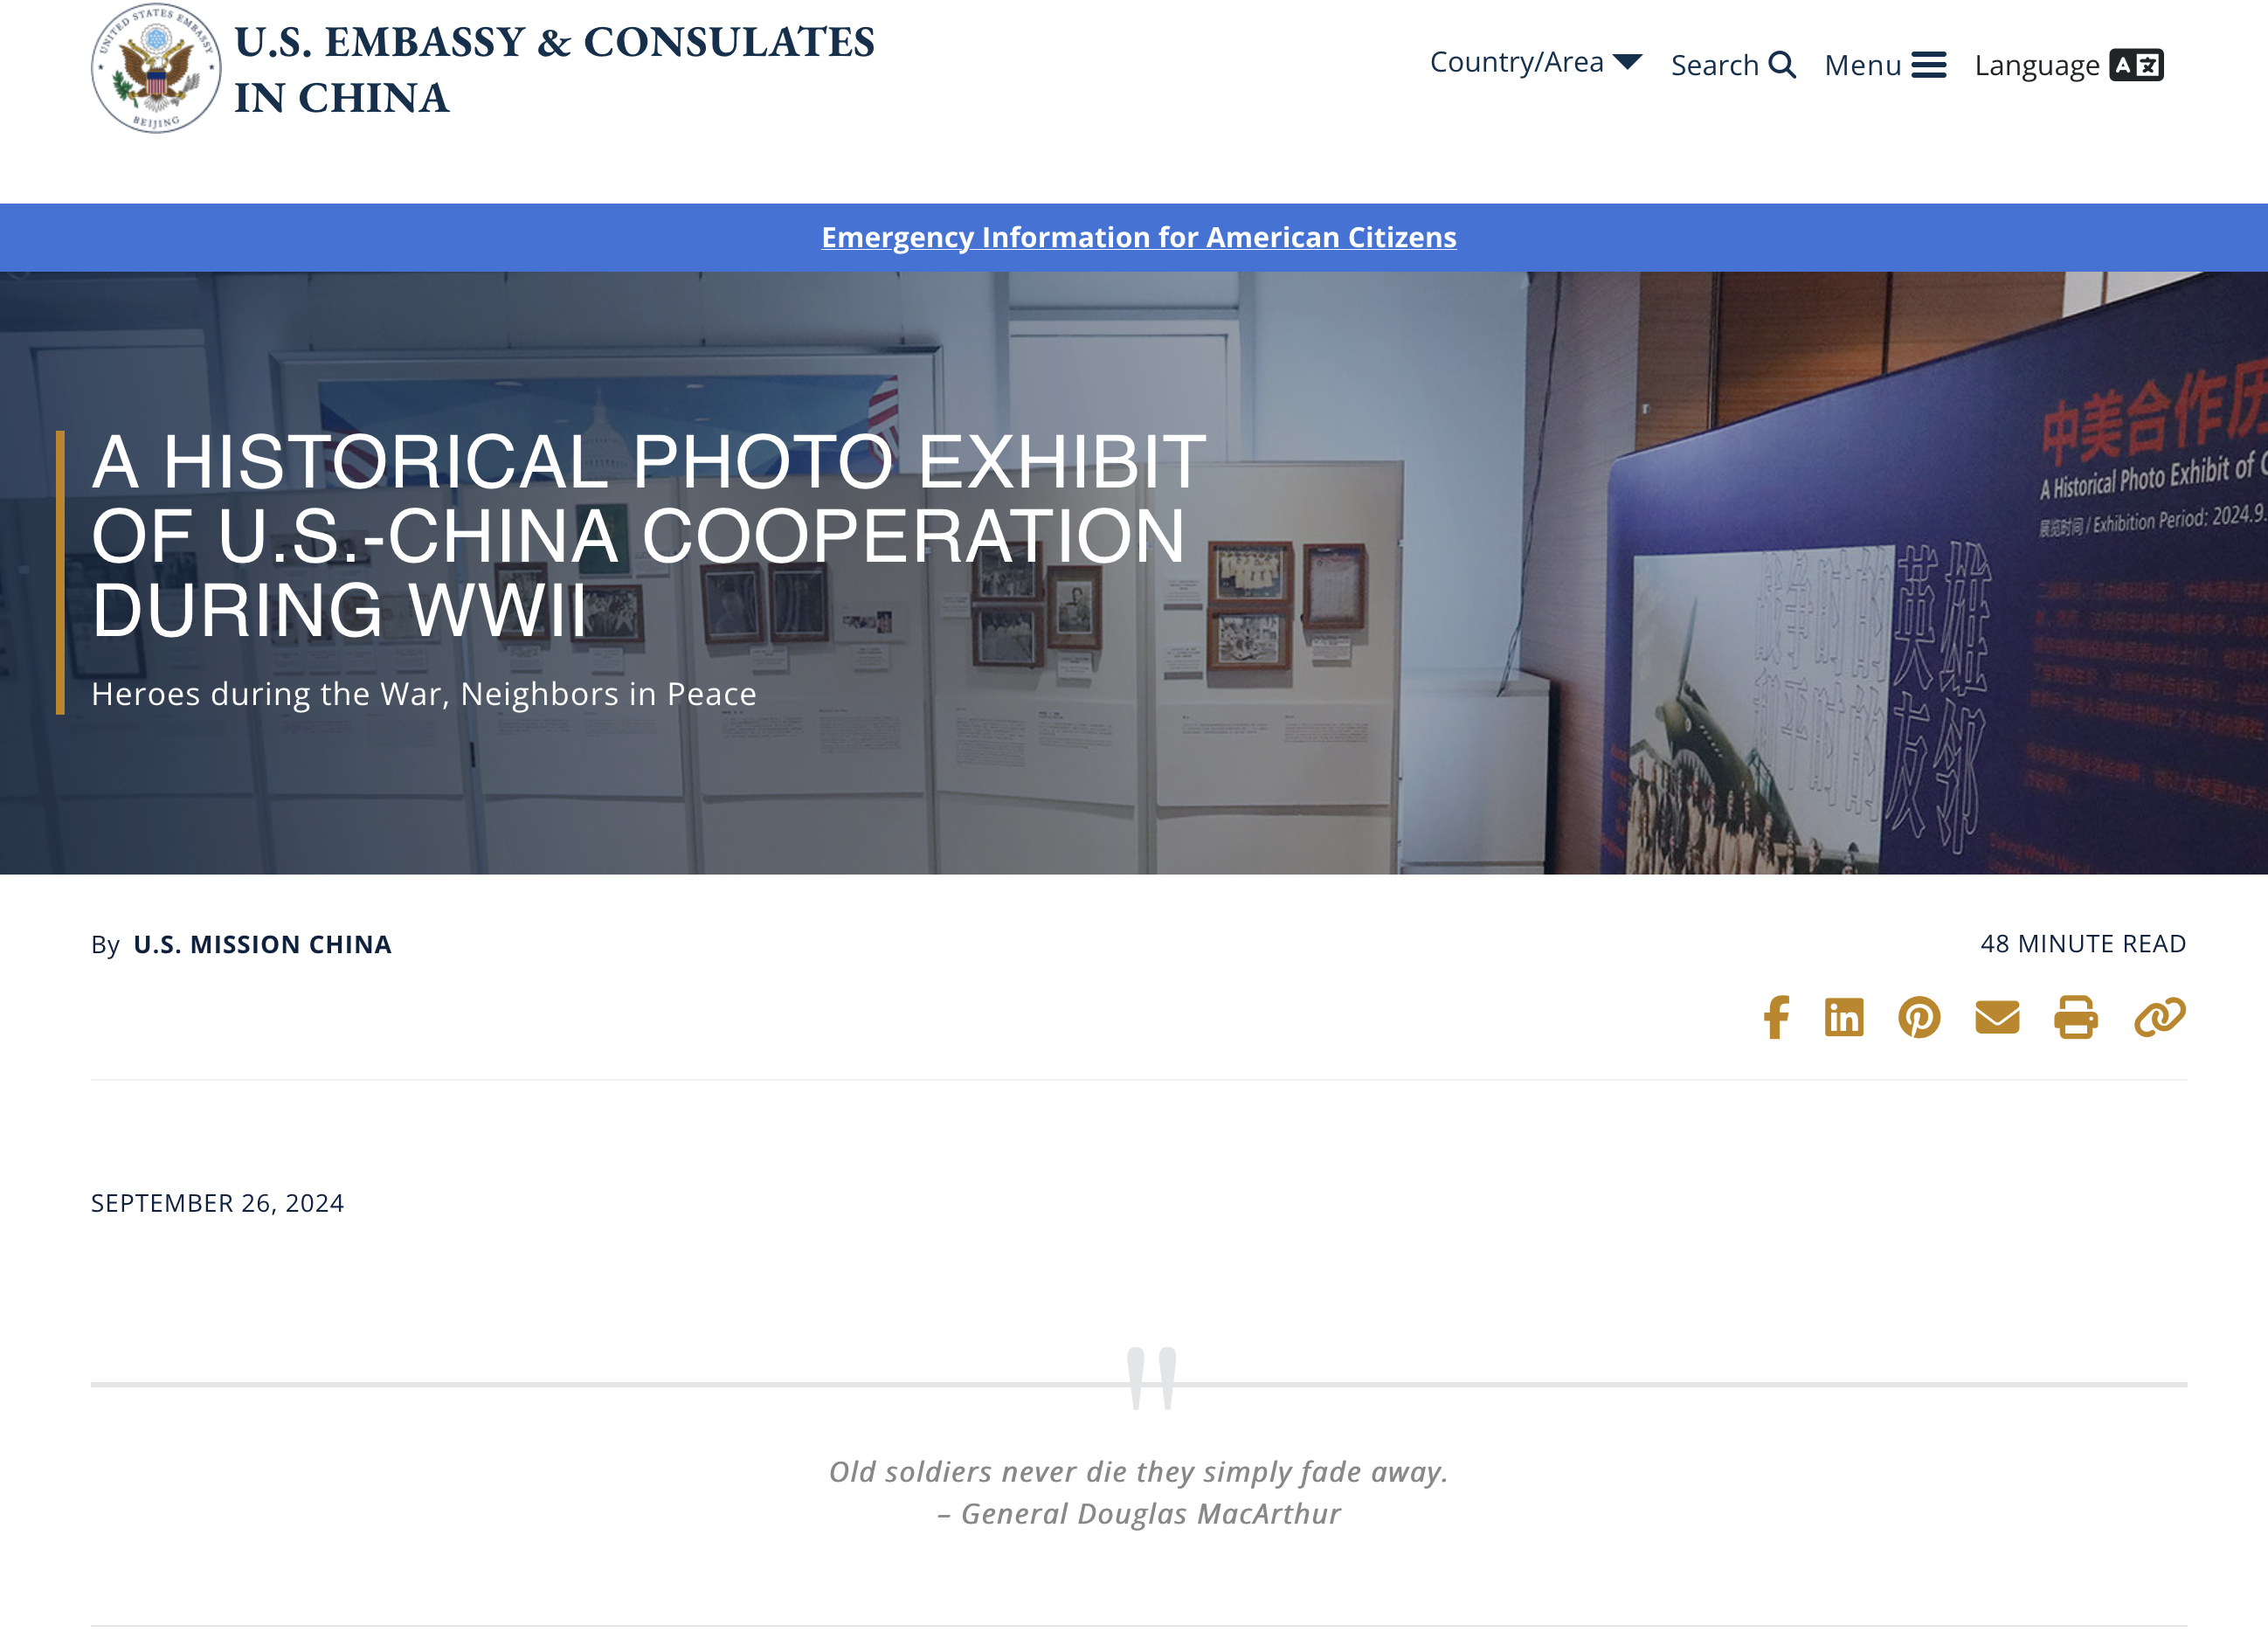 UNITED STATES EMBASSY
BEIJING
U.S. EMBASSY & CONSULATES
IN CHINA
Country/Area
Search
Menu
Language
Emergency Information for American Citizens
A HISTORICAL PHOTO EXHIBIT
OF U.S.-CHINA COOPERATION
DURING WWII
Heroes during the War, Neighbors in Peace
中美合作历
A Historical Photo Exhibit of
展览时间 / Exhibition Period: 2024.9.
战争时的英雄
和平时的友邻
By U.S. MISSION CHINA
48 MINUTE READ
SEPTEMBER 26, 2024
"
Old soldiers never die they simply fade away.
– General Douglas MacArthur